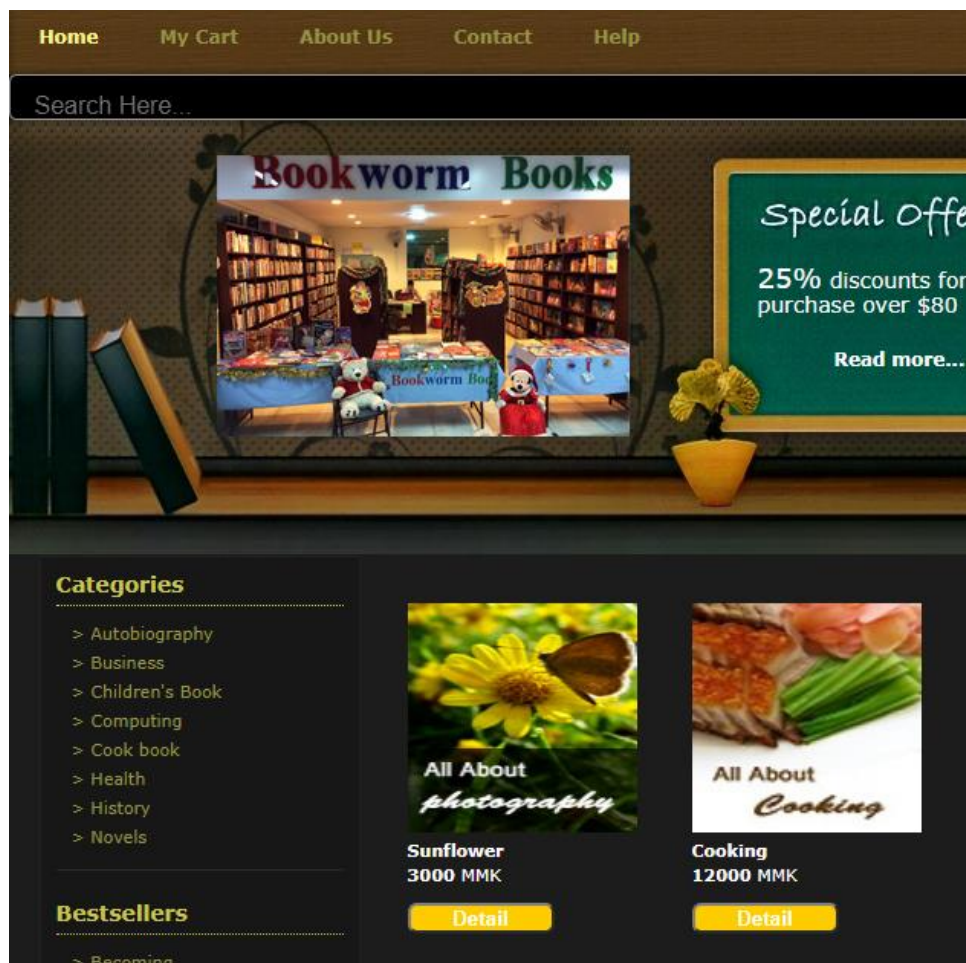 Home My Cart About Us Contact Help
Search Here...
Bookworm Books
Bookworm
Special Offe
25% discounts for
purchase over $80
Read more...
Categories
> Autobiography
> Business
> Children's Book
> Computing
> Cook book
> Health
> History
> Novels
Bestsellers
> Becoming
All About
photography
Sunflower
3000 MMK
Detail
All About
Cooking
Cooking
12000 MMK
Detail